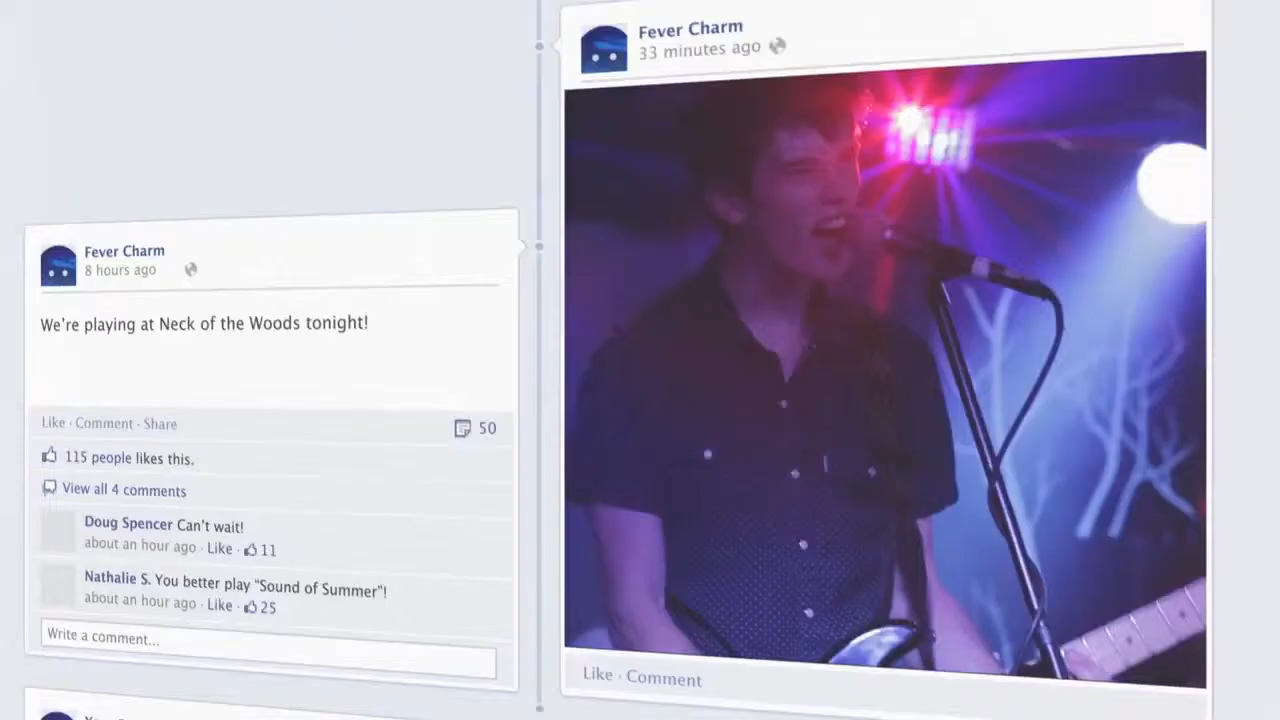 Fever Charm
33 minutes ago
Fever Charm
8 hours ago
We're playing at Neck of the Woods tonight!
Like · Comment · Share
50
115 people likes this.
View all 4 comments
Doug Spencer Can't wait!
about an hour ago · Like · 11
Nathalie S. You better play “Sound of Summer”!
about an hour ago · Like · 25
Write a comment...
Like · Comment